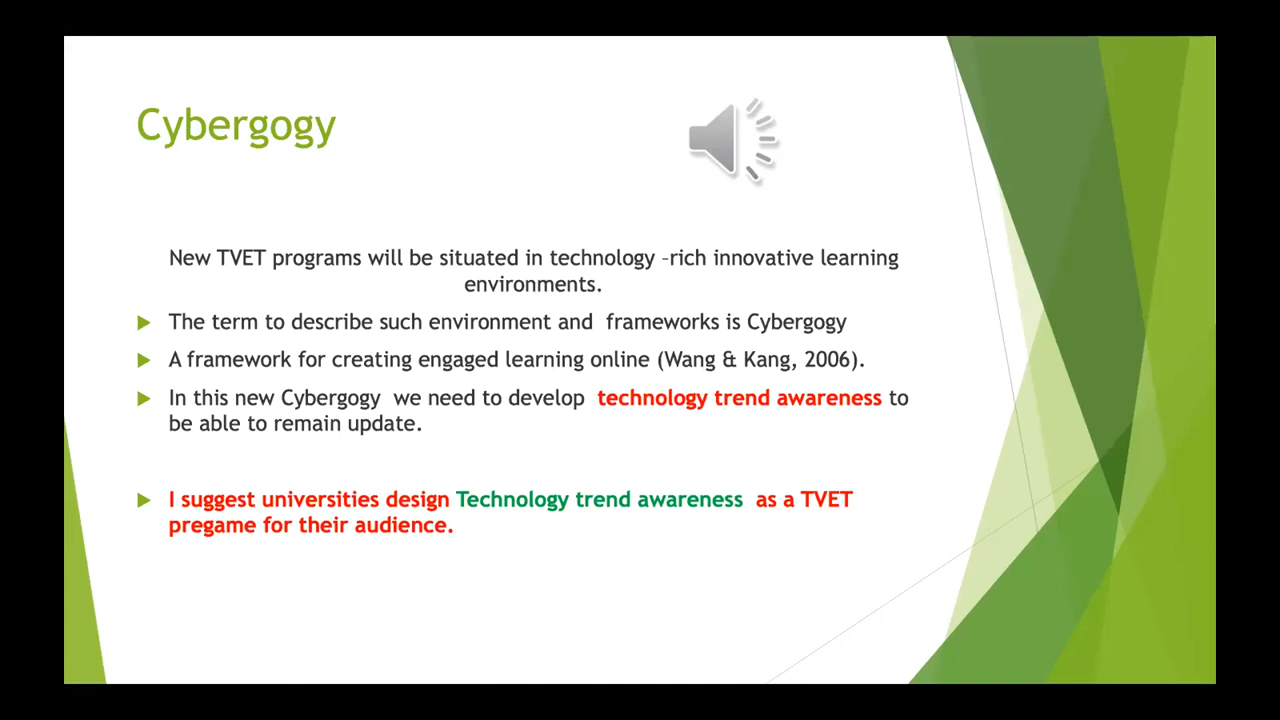 Cybergogy
New TVET programs will be situated in technology –rich innovative learning
environments.
The term to describe such environment and frameworks is Cybergogy
A framework for creating engaged learning online (Wang & Kang, 2006).
In this new Cybergogy we need to develop technology trend awareness to
be able to remain update.
I suggest universities design Technology trend awareness as a TVET
pregame for their audience.